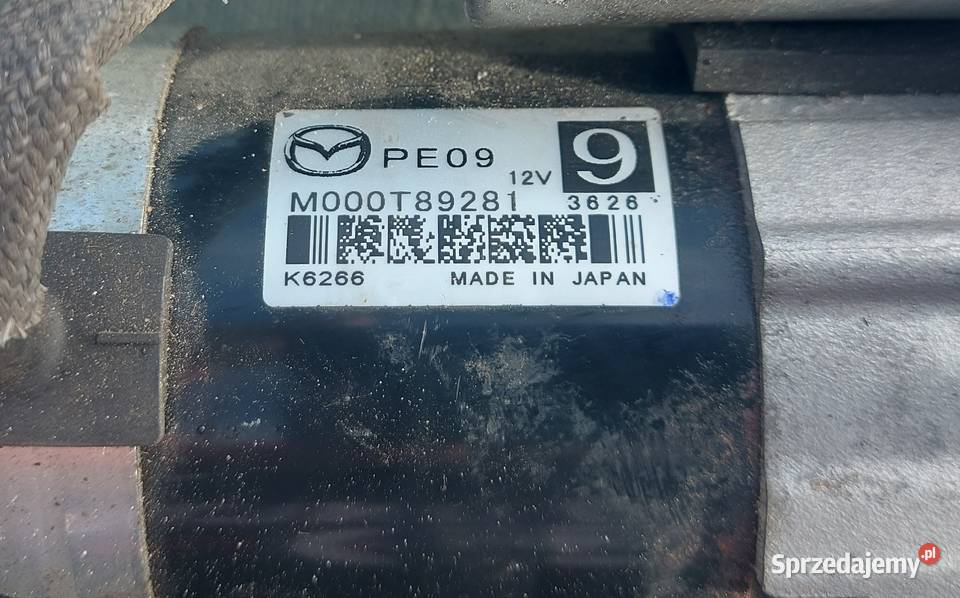 PE09
12V
9
M000T89281
3626
K6266
MADE IN JAPAN
Sprzedajemy.pl